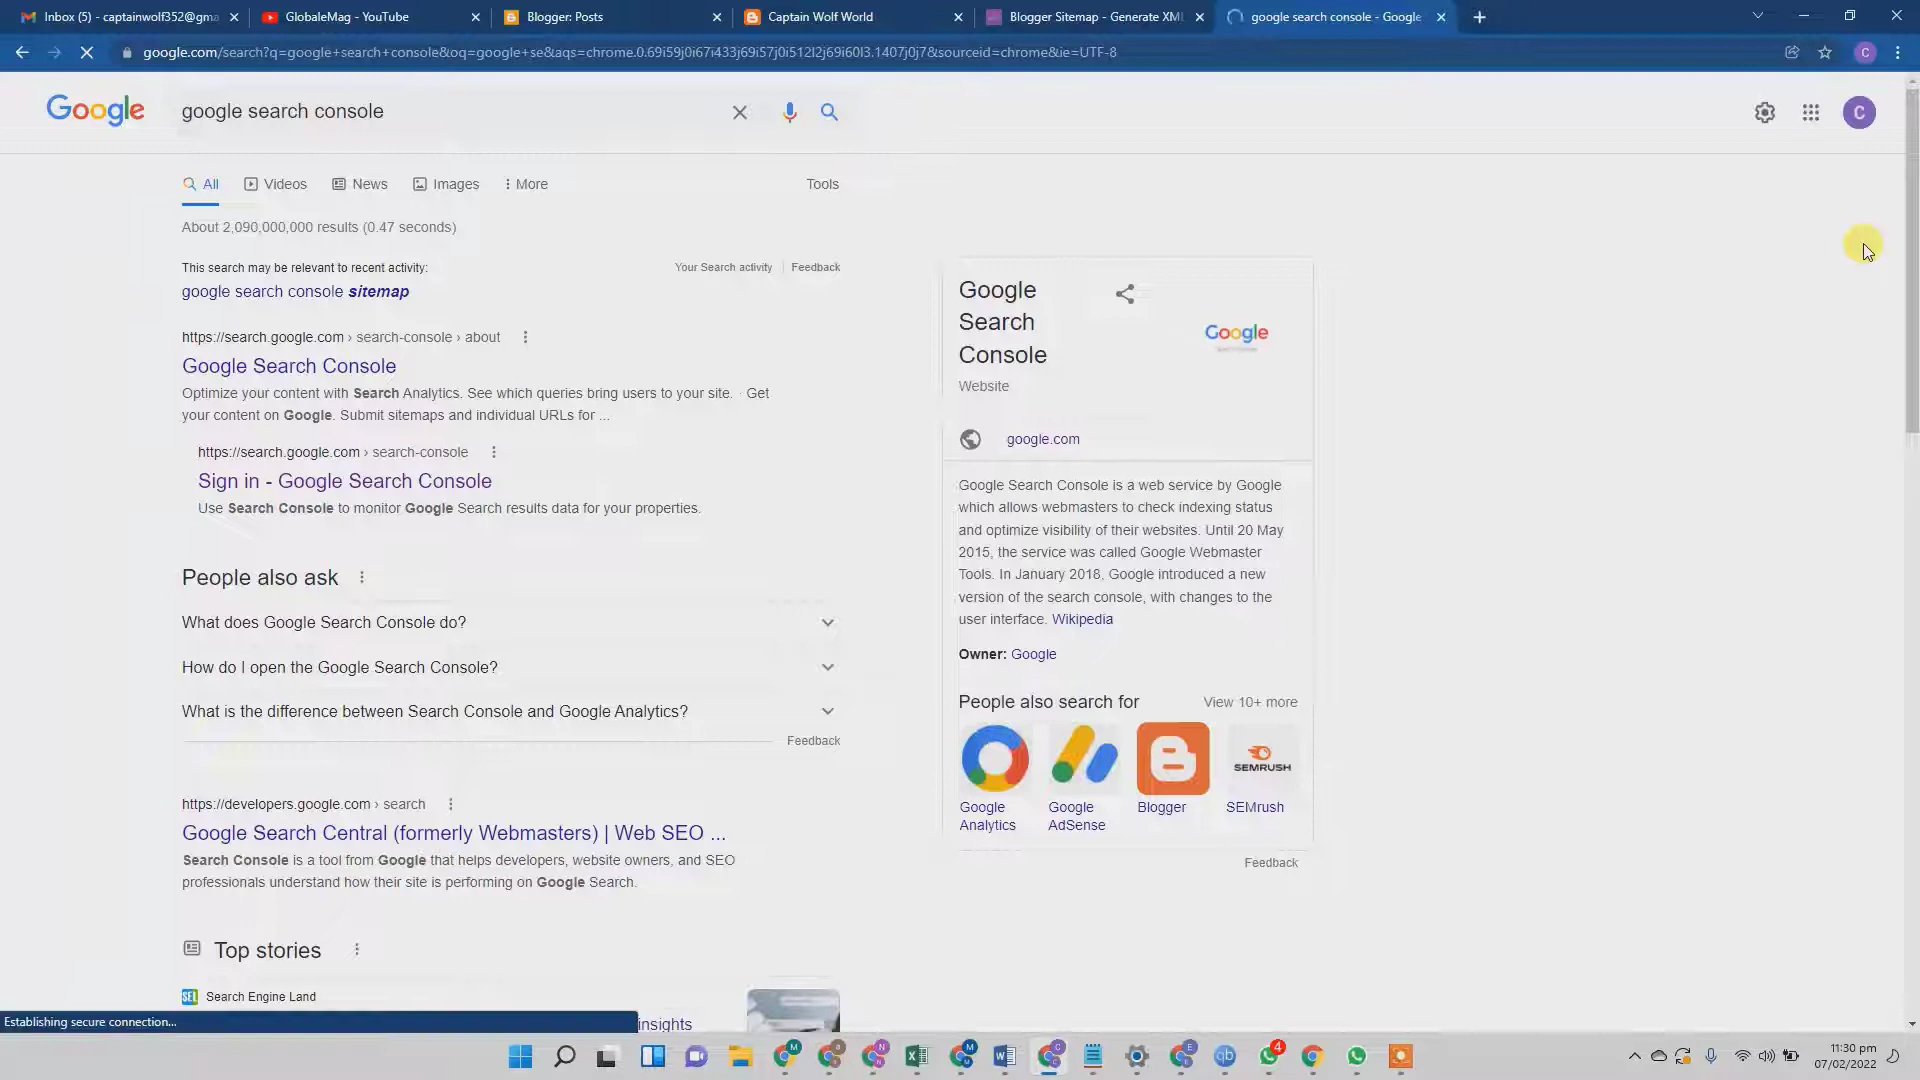 Inbox (5) - captainwolf352@gma
GlobaleMag - YouTube
Blogger: Posts
Captain Wolf World
Blogger Sitemap - Generate XML
google search console - Google
google.com/search?q=google+search+console&oq=google+se&aqs=chrome.0.69i59j0i67i433j69i57j0i512l2j69i60l3.1407j0j7&sourceid=chrome&ie=UTF-8
C
Google
google search console
C
All
Videos
News
Images
More
Tools
About 2,090,000,000 results (0.47 seconds)
This search may be relevant to recent activity:
Your Search activity
Feedback
google search console sitemap
https://search.google.com › search-console › about
Google Search Console
Optimize your content with Search Analytics. See which queries bring users to your site. · Get
your content on Google. Submit sitemaps and individual URLs for ...
https://search.google.com › search-console
Sign in - Google Search Console
Use Search Console to monitor Google Search results data for your properties.
People also ask
What does Google Search Console do?
How do I open the Google Search Console?
What is the difference between Search Console and Google Analytics?
Feedback
https://developers.google.com › search
Google Search Central (formerly Webmasters) | Web SEO ...
Search Console is a tool from Google that helps developers, website owners, and SEO
professionals understand how their site is performing on Google Search.
Top stories
SEL
Search Engine Land
insights
Google
Search
Console
Website
Google
google.com
Google Search Console is a web service by Google
which allows webmasters to check indexing status
and optimize visibility of their websites. Until 20 May
2015, the service was called Google Webmaster
Tools. In January 2018, Google introduced a new
version of the search console, with changes to the
user interface. Wikipedia
Owner: Google
People also search for
View 10+ more
SEMRUSH
Google
Analytics
Google
AdSense
Blogger
SEMrush
Feedback
Establishing secure connection...
M
a
N
M
C
E
qb
4
11:30 pm
07/02/2022